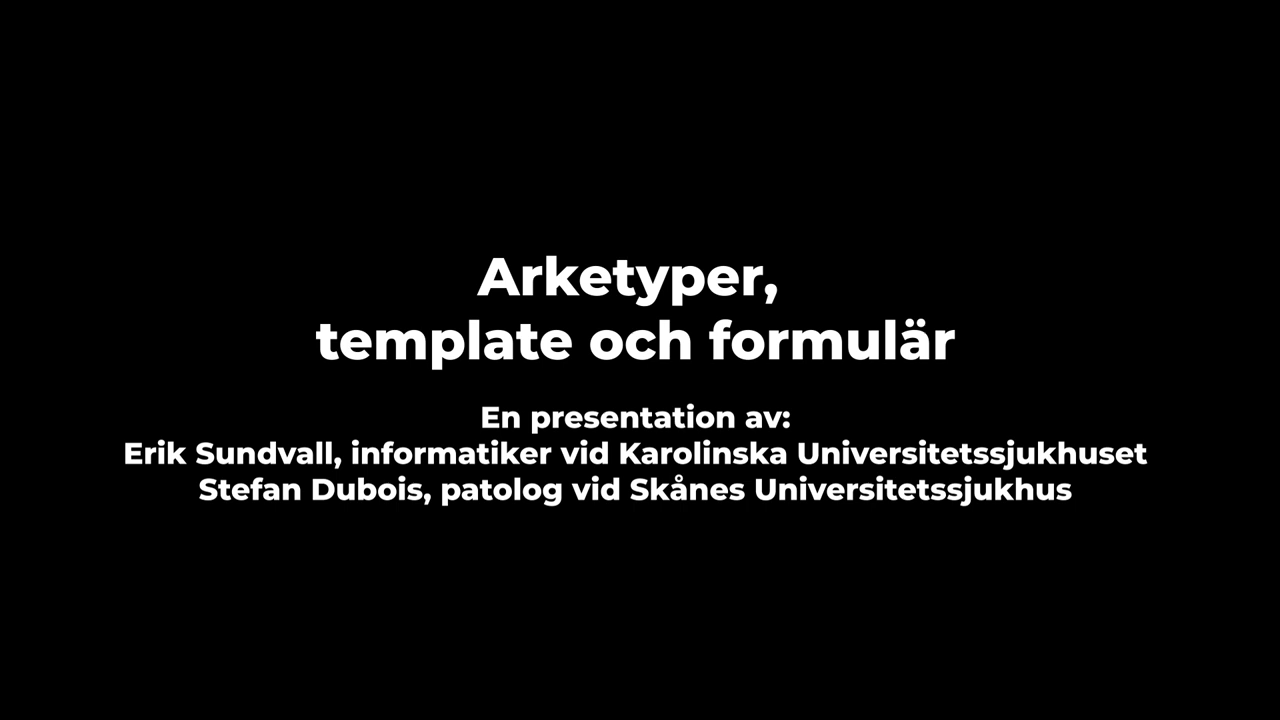 Arketyper,
template och formulär
En presentation av:
Erik Sundvall, informatiker vid Karolinska Universitetssjukhuset
Stefan Dubois, patolog vid Skånes Universitetssjukhus